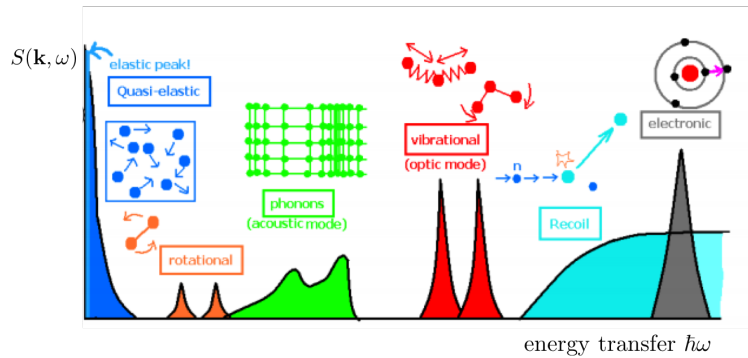 S(k, ω)
elastic peak!
Quasi-elastic
rotational
phonons
(acoustic mode)
vibrational
(optic mode)
n
Recoil
electronic
energy transfer ħω